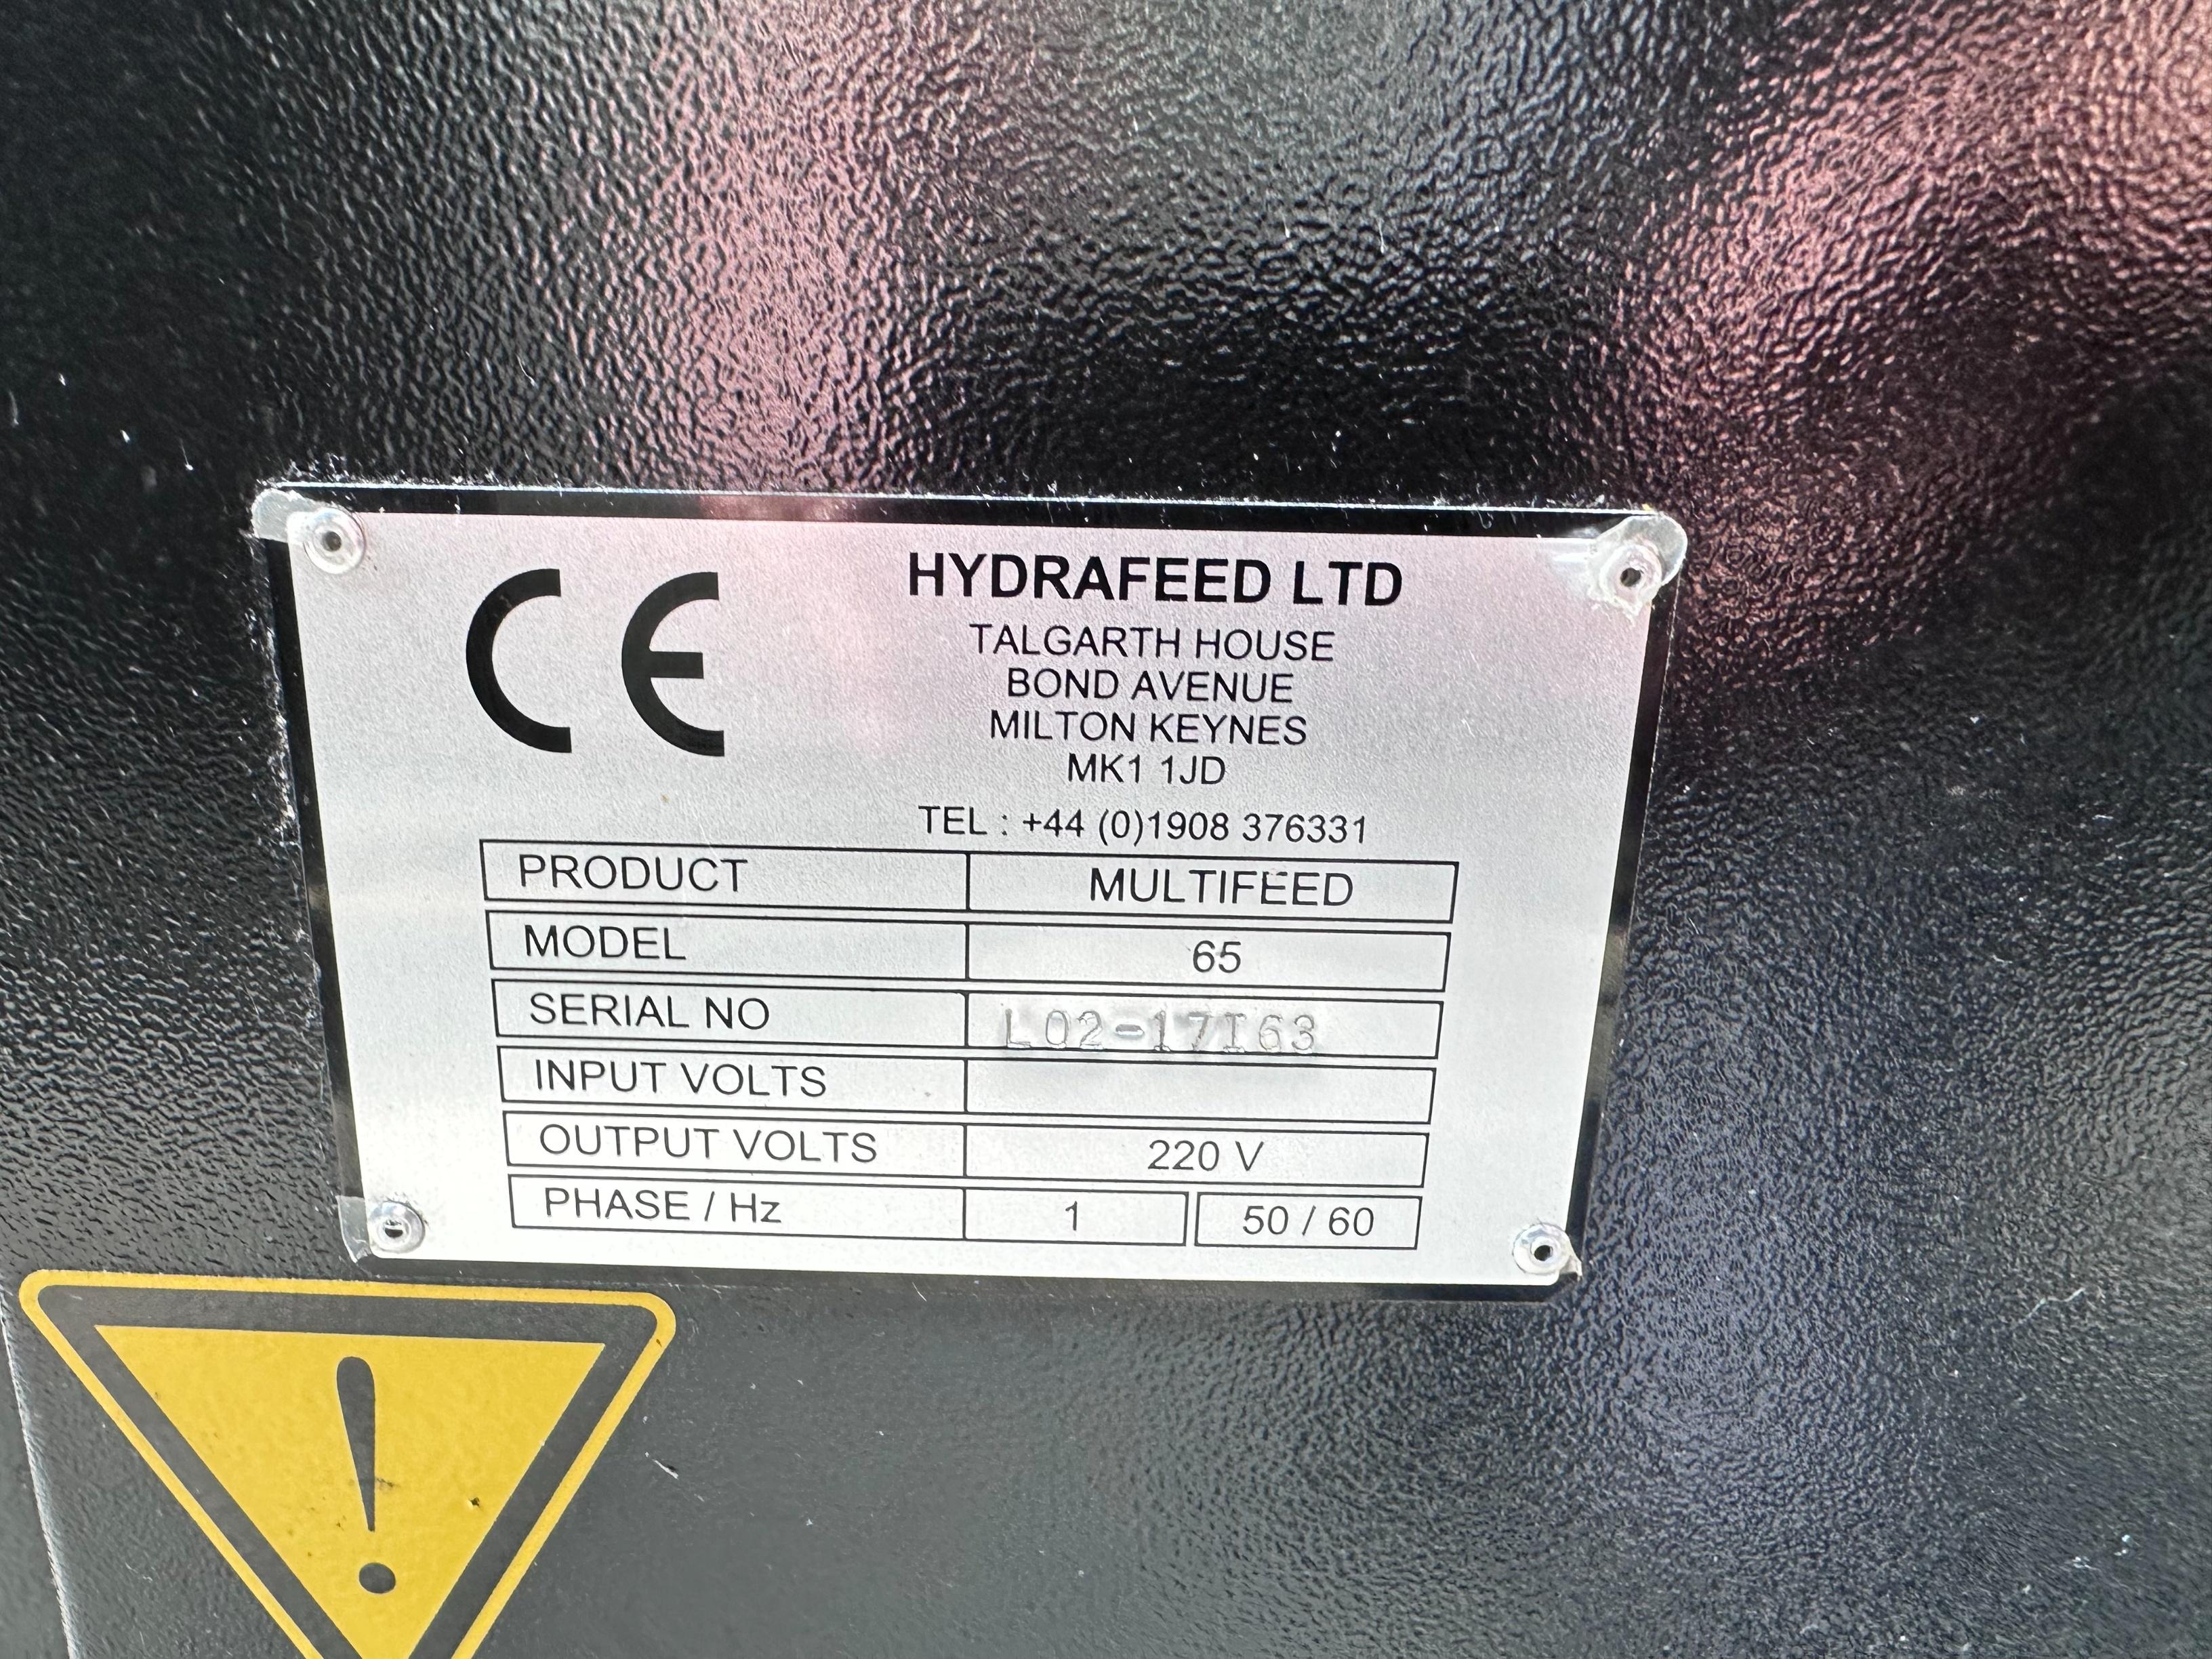 CE
HYDRAFEED LTD
TALGARTH HOUSE
BOND AVENUE
MILTON KEYNES
MK1 1JD
TEL : +44 (0)1908 376331
PRODUCT MULTIFEED
MODEL 65
SERIAL NO L02-17I63
INPUT VOLTS
OUTPUT VOLTS 220 V
PHASE / Hz 1 50 / 60
!